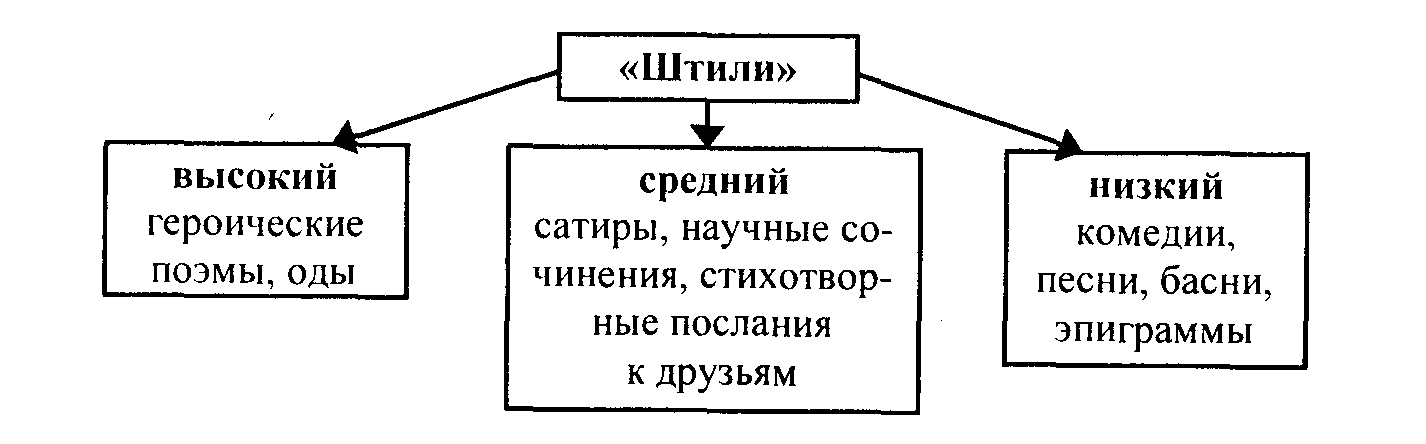 «Штили»
высокий
героические
поэмы, оды
средний
сатиры, научные со-
чинения, стихотвор-
ные послания
к друзьям
низкий
комедии,
песни, басни,
эпиграммы